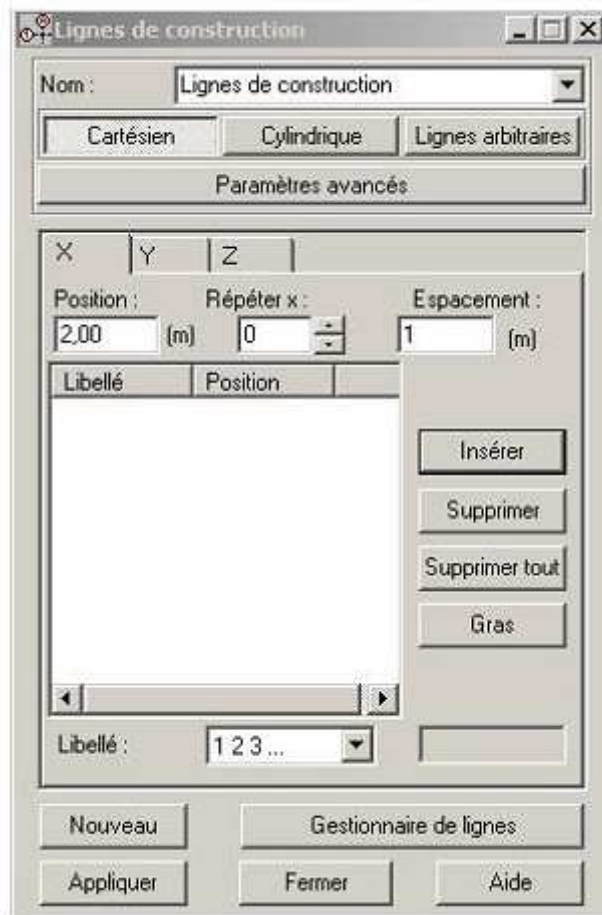 Lignes de construction
Nom : Lignes de construction
Cartésien Cylindrique Lignes arbitraires
Paramètres avancés
X Y Z
Position : Répéter x : Espacement :
2,00 (m) 0 1 (m)
Libellé Position
Insérer
Supprimer
Supprimer tout
Gras
Libellé : 1 2 3 ...
Nouveau Gestionnaire de lignes
Appliquer Fermer Aide